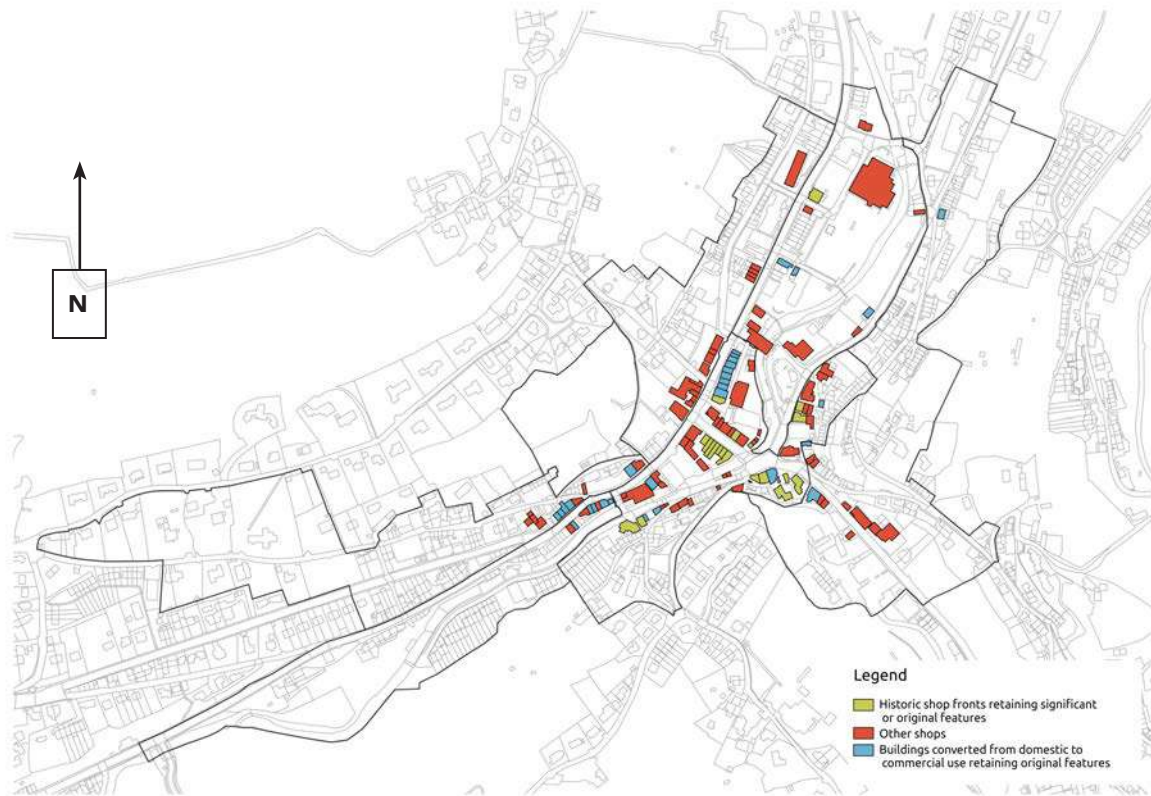 N
Legend
Historic shop fronts retaining significant
or original features
Other shops
Buildings converted from domestic to
commercial use retaining original features